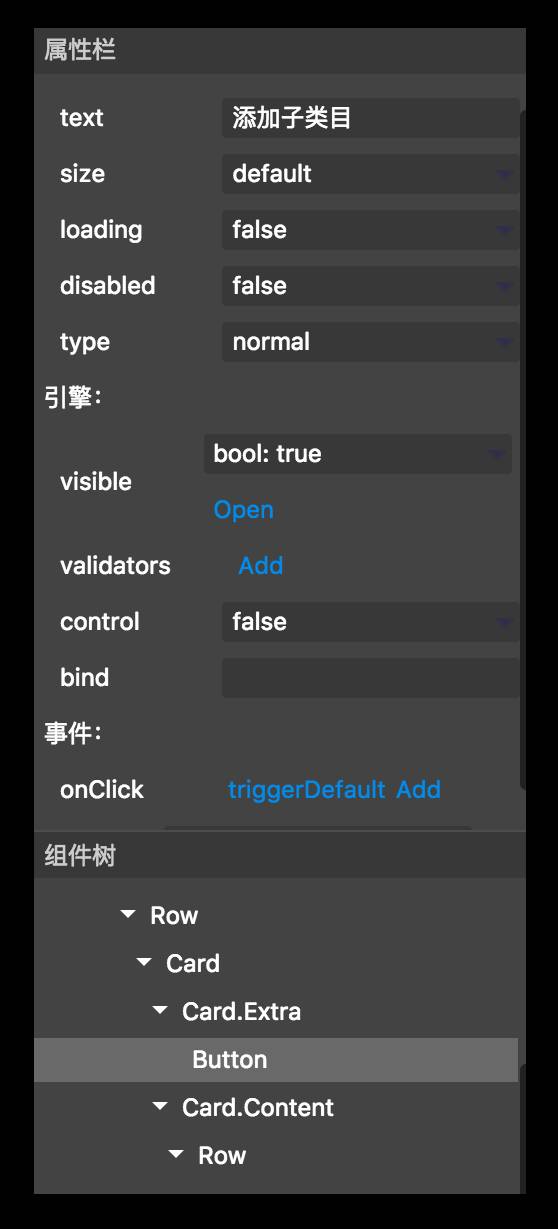 属性栏
text 添加子类目
size default
loading false
disabled false
type normal
引擎：
visible bool: true
Open
validators Add
control false
bind
事件：
onClick triggerDefault Add
组件树
Row
Card
Card.Extra
Button
Card.Content
Row